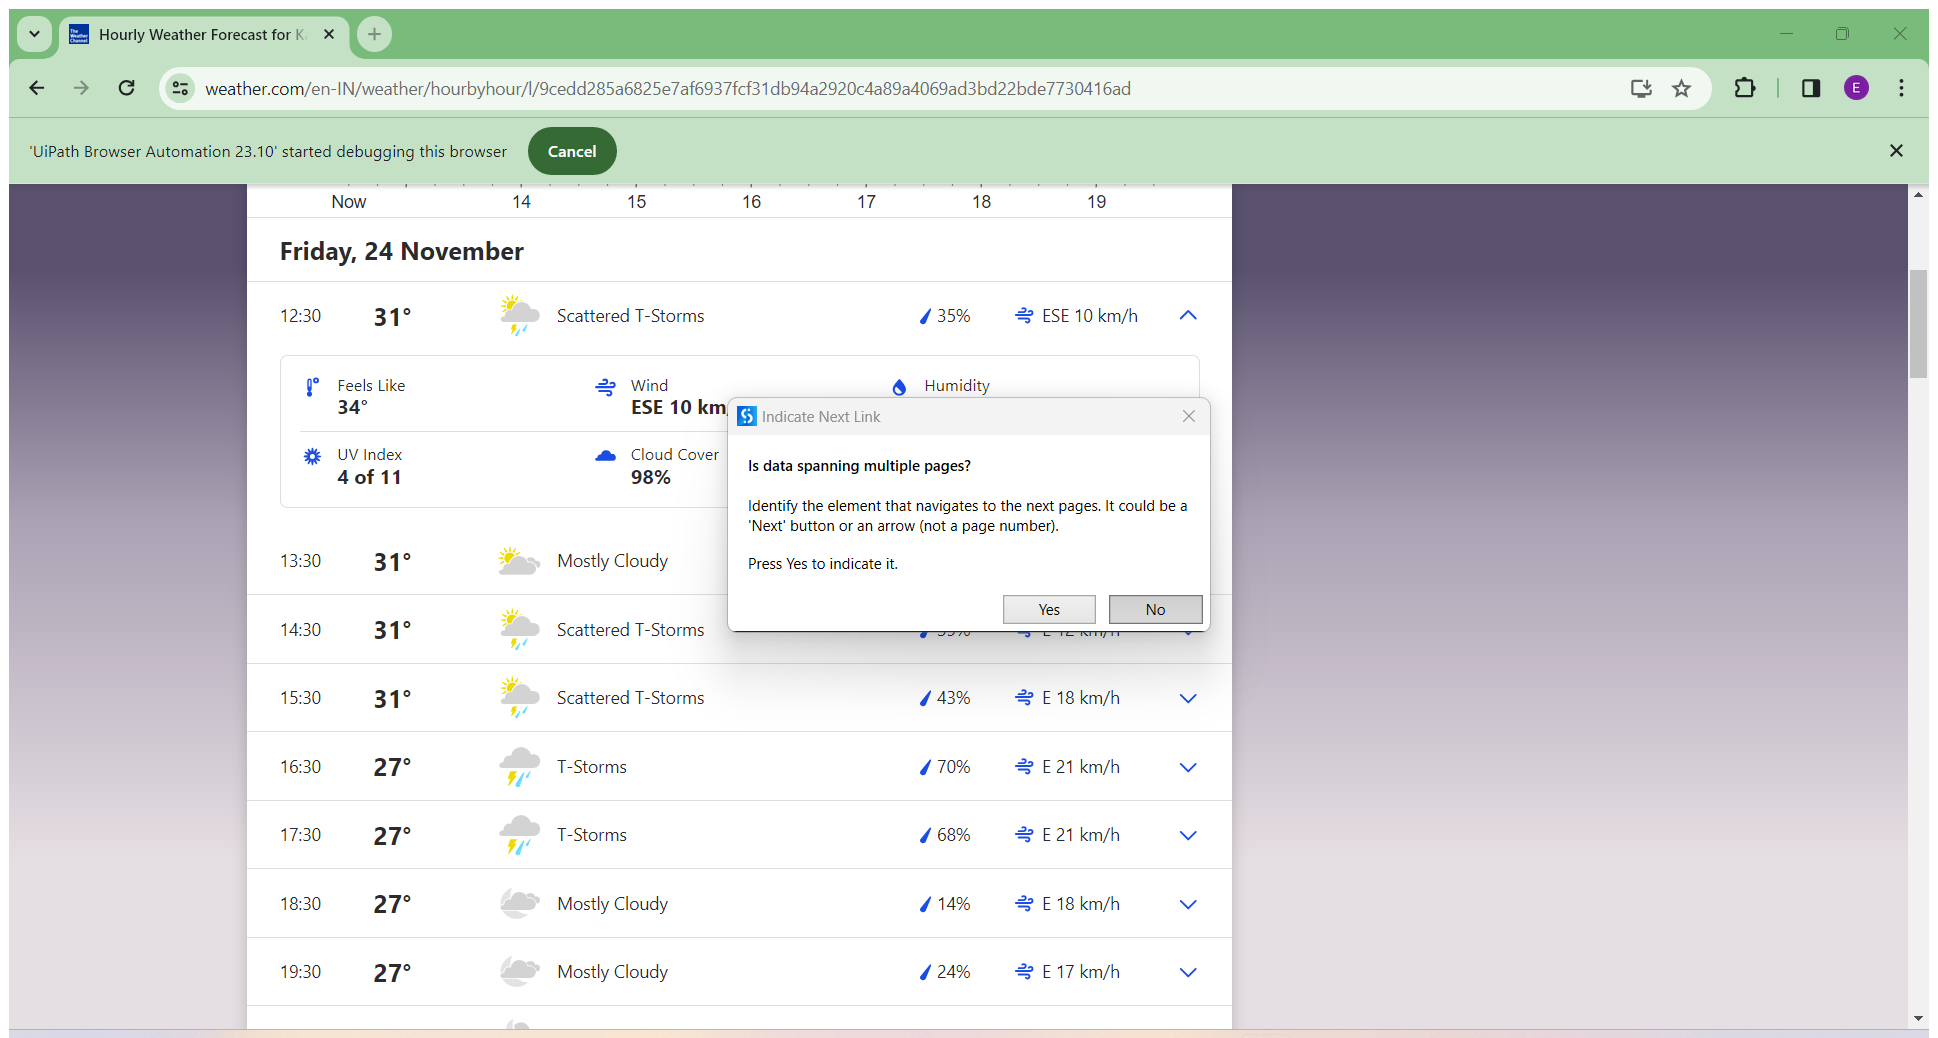 Hourly Weather Forecast for K
weather.com/en-IN/weather/hourbyhour/l/9cedd285a6825e7af6937fcf31db94a2920c4a89a4069ad3bd22bde7730416ad
E
'UiPath Browser Automation 23.10' started debugging this browser
Cancel
Now 14 15 16 17 18 19
Friday, 24 November
12:30 31° Scattered T-Storms 35% ESE 10 km/h
Feels Like Wind Humidity
34° ESE 10 km
UV Index Cloud Cover
4 of 11 98%
Indicate Next Link
Is data spanning multiple pages?
Identify the element that navigates to the next pages. It could be a
'Next' button or an arrow (not a page number).
Press Yes to indicate it.
Yes No
13:30 31° Mostly Cloudy
14:30 31° Scattered T-Storms
15:30 31° Scattered T-Storms 43% E 18 km/h
16:30 27° T-Storms 70% E 21 km/h
17:30 27° T-Storms 68% E 21 km/h
18:30 27° Mostly Cloudy 14% E 18 km/h
19:30 27° Mostly Cloudy 24% E 17 km/h